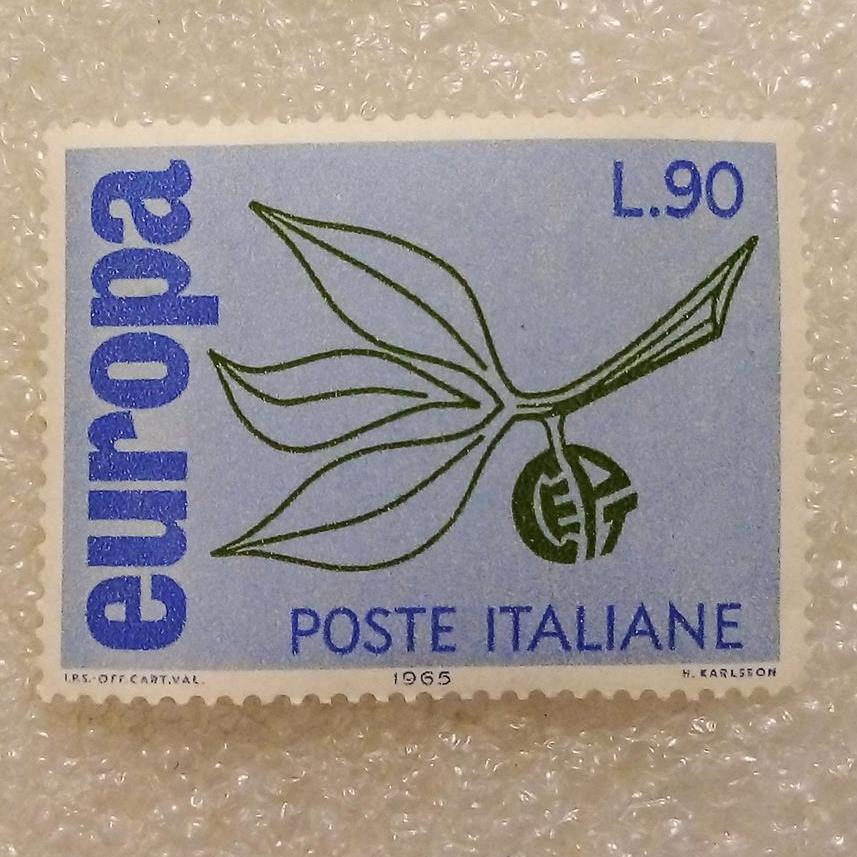 L.90
europa
CEPT
POSTE ITALIANE
I.P.S.-OFF.CART.VAL. 1965 H. KARLSSON